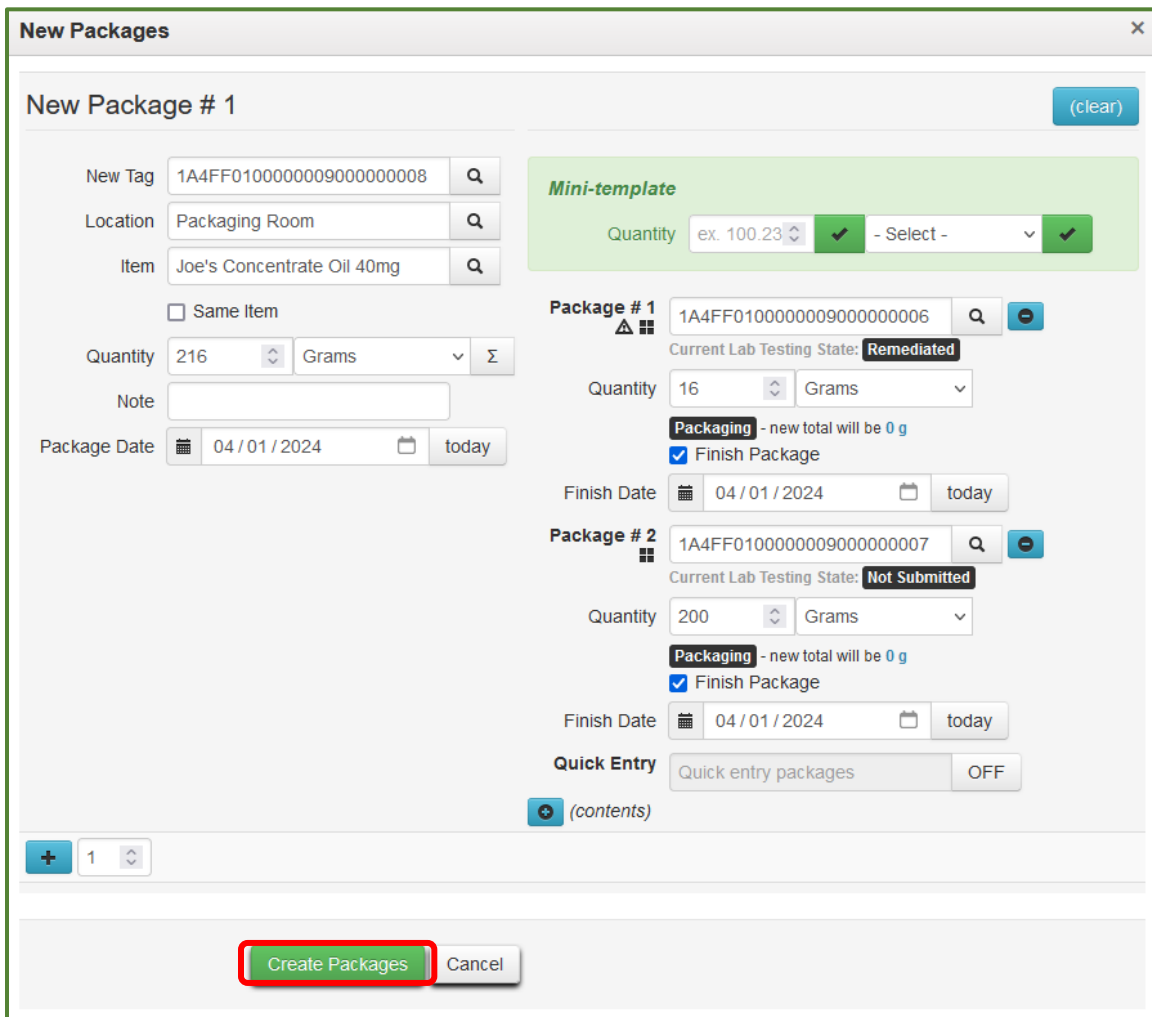 New Packages ×
New Package # 1
(clear)
New Tag 1A4FF0100000009000000008
Location Packaging Room
Item Joe's Concentrate Oil 40mg
Same Item
Quantity 216 Grams Σ
Note
Package Date 04/01/2024 today
Mini-template
Quantity ex. 100.23 - Select -
Package # 1 1A4FF0100000009000000006
Current Lab Testing State: Remediated
Quantity 16 Grams
Packaging - new total will be 0 g
Finish Package
Finish Date 04/01/2024 today
Package # 2 1A4FF0100000009000000007
Current Lab Testing State: Not Submitted
Quantity 200 Grams
Packaging - new total will be 0 g
Finish Package
Finish Date 04/01/2024 today
Quick Entry Quick entry packages OFF
(contents)
1
Create Packages Cancel